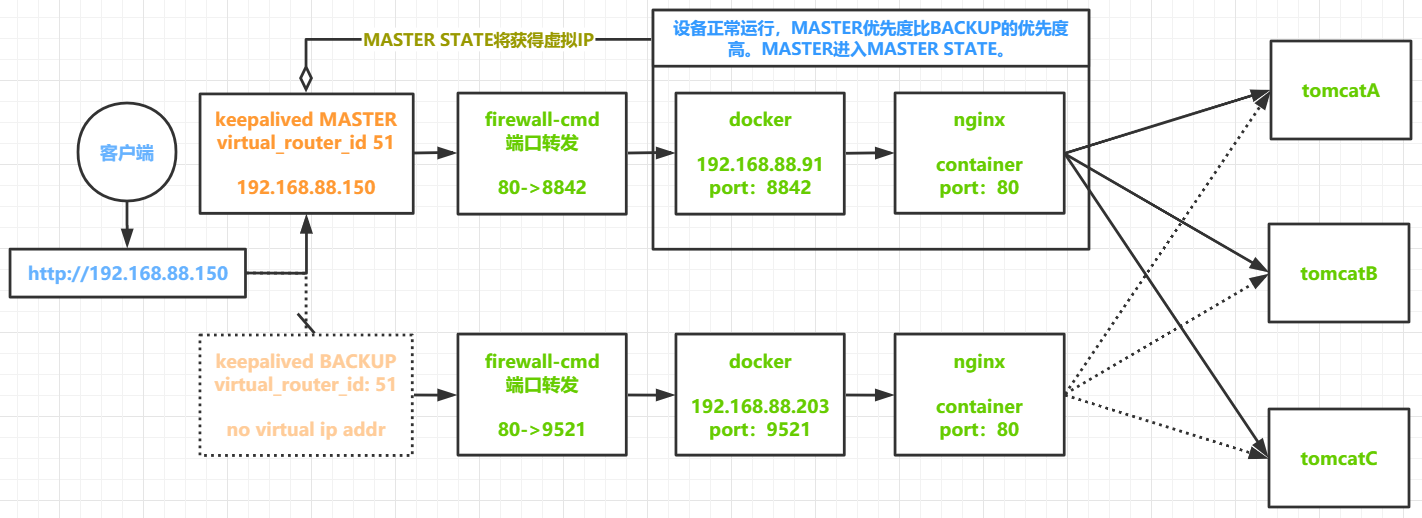 MASTER STATE将获得虚拟IP
设备正常运行，MASTER优先度比BACKUP的优先度
高。MASTER进入MASTER STATE。
客户端
http://192.168.88.150
keepalived MASTER
virtual_router_id 51
192.168.88.150
firewall-cmd
端口转发
80->8842
docker
192.168.88.91
port：8842
nginx
container
port：80
tomcatA
tomcatB
tomcatC
keepalived BACKUP
virtual_router_id: 51
no virtual ip addr
firewall-cmd
端口转发
80->9521
docker
192.168.88.203
port：9521
nginx
container
port：80